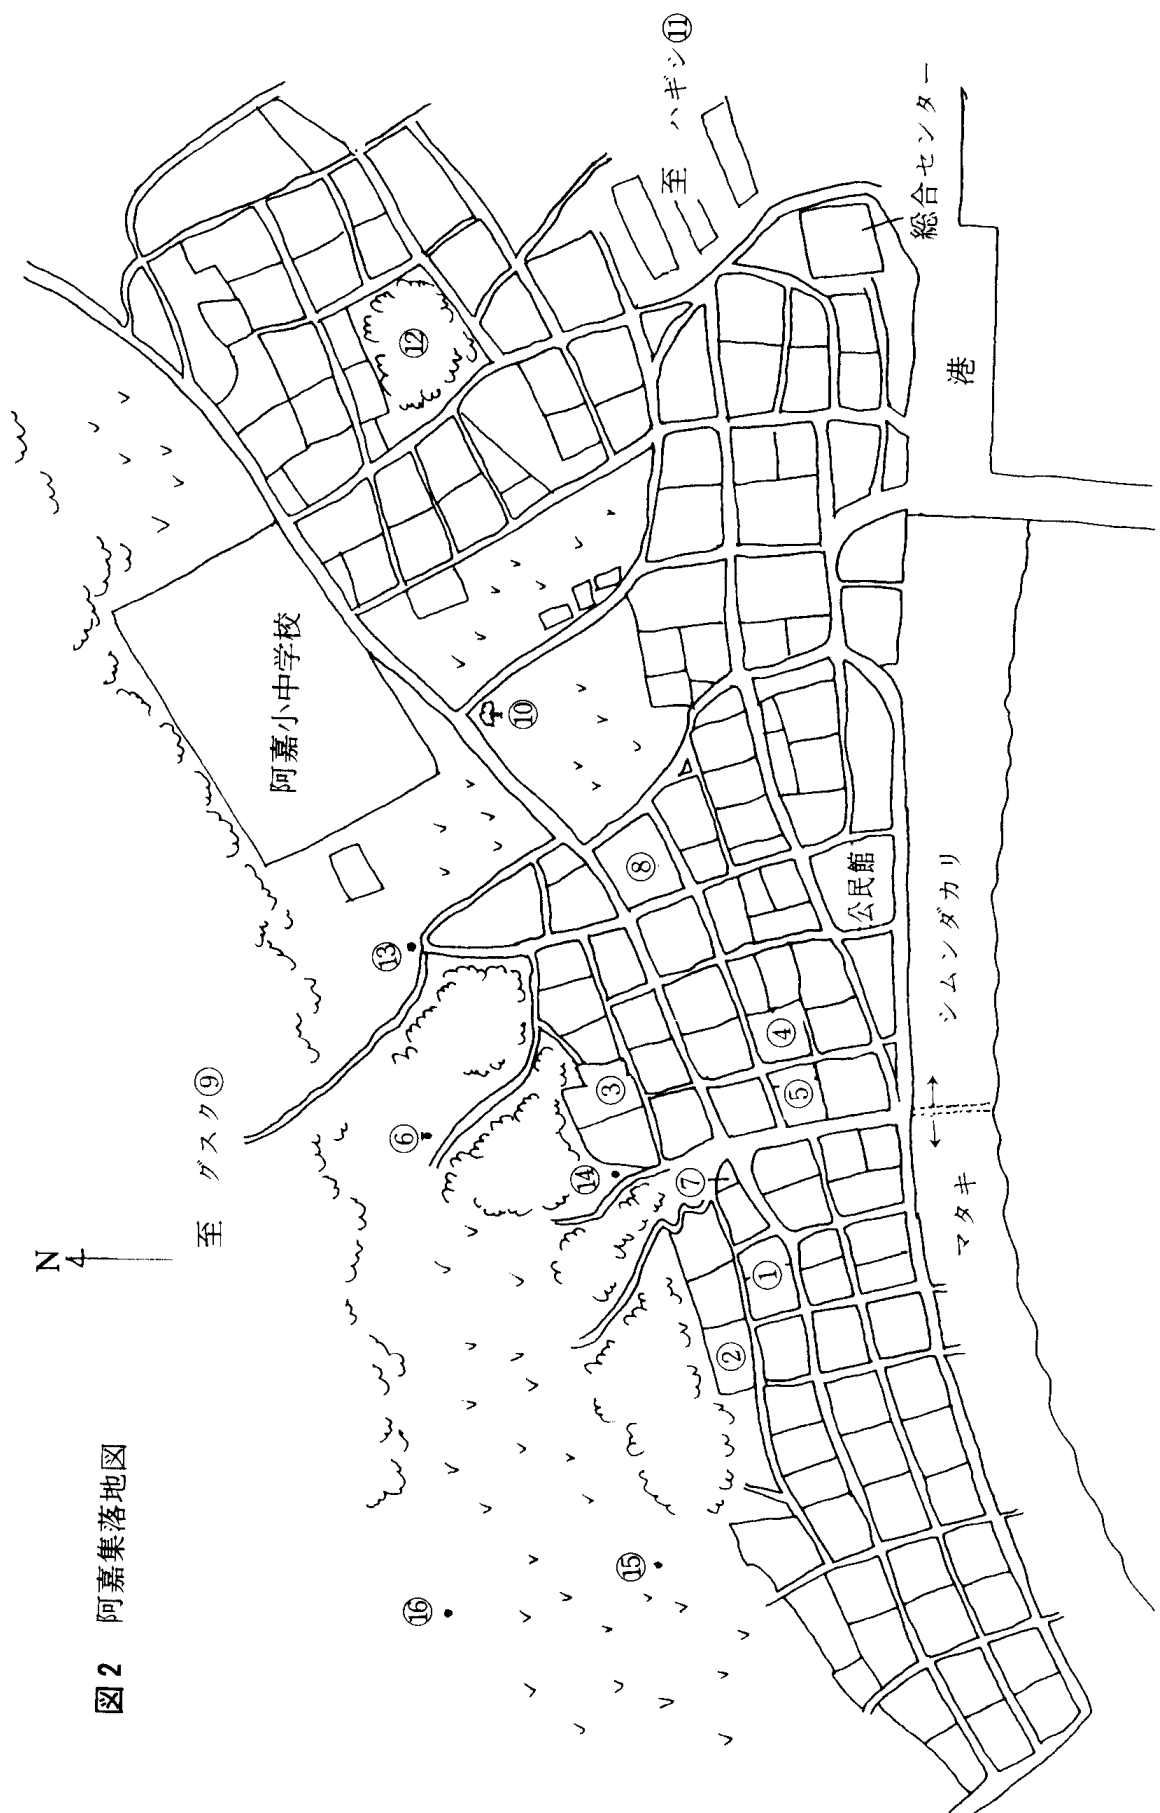 図2 阿嘉集落地図
N
至 グスク⑨
至 ハギシ⑪
⑯
⑥
⑬
阿嘉小中学校
⑫
⑮
⑭
③
⑧
⑩
②
①
⑦
⑤
④
公民館
総合センター
マタキ
シムンダカリ
港